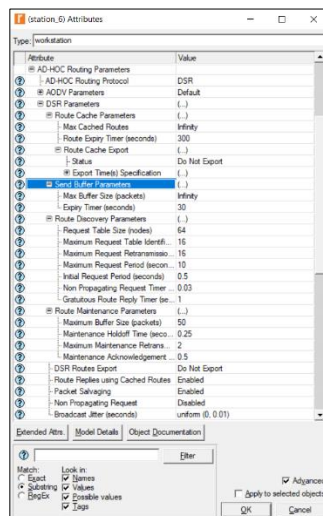 (station_6) Attributes
Type: workstation
Attribute Value
AD-HOC Routing Parameters
AD-HOC Routing Protocol DSR
AODV Parameters Default
DSR Parameters (...)
Route Cache Parameters (...)
Max Cached Routes Infinity
Route Expiry Timer (seconds) 300
Route Cache Export (...)
Status Do Not Export
Export Time(s) Specification (...)
Send Buffer Parameters (...)
Max Buffer Size (packets) Infinity
Expiry Timer (seconds) 30
Route Discovery Parameters (...)
Request Table Size (nodes) 64
Maximum Request Table Identifi... 16
Maximum Request Retransmissio... 16
Maximum Request Period (secon... 10
Initial Request Period (seconds) 0.5
Non Propagating Request Timer ... 0.03
Gratuitous Route Reply Timer (se... 1
Route Maintenance Parameters (...)
Maximum Buffer Size (packets) 50
Maintenance Holdoff Time (seco... 0.25
Maximum Maintenance Retrans... 2
Maintenance Acknowledgement ... 0.5
DSR Routes Export Do Not Export
Route Replies using Cached Routes Enabled
Packet Salvaging Enabled
Non Propagating Request Disabled
Broadcast Jitter (seconds) uniform (0, 0.01)
Extended Attrs. Model Details Object Documentation
Filter
Match: Look in:
Exact Names
Substring Values
RegEx Possible values
Tags
Advanced
Apply to selected objects
OK Cancel